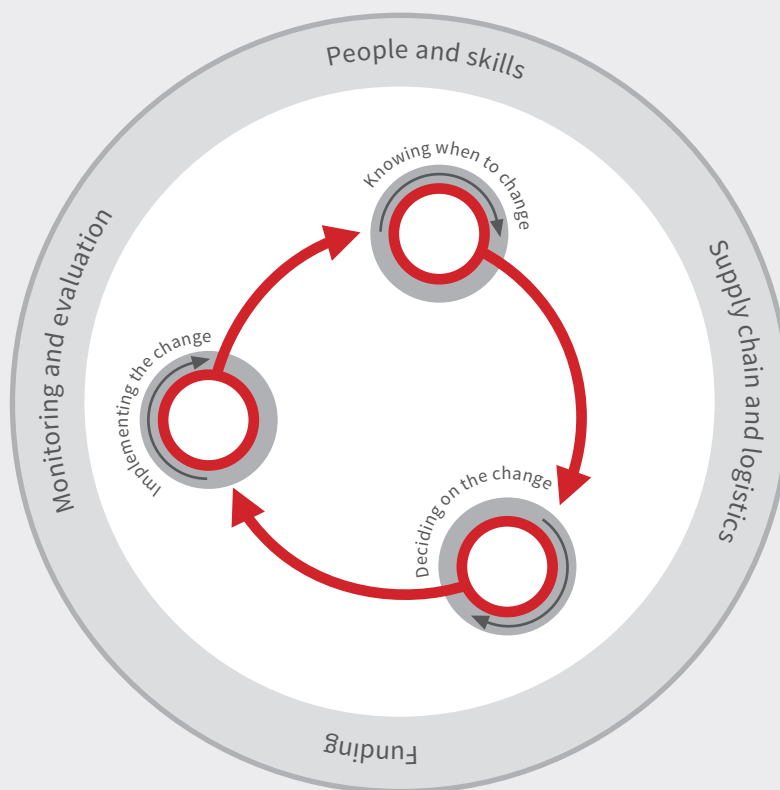 People and skills
Knowing when to change
Supply chain and logistics
Monitoring and evaluation
Implementing the change
Deciding on the change
Funding